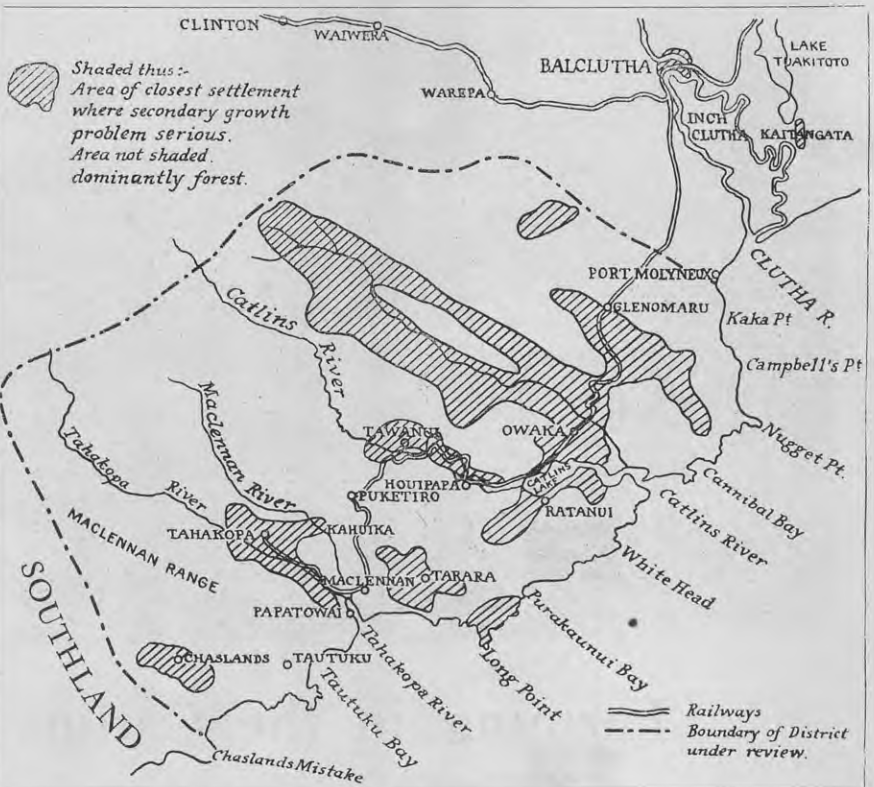 CLINTON
WAIWERA
BALCLUTHA
LAKE
TUAKITOTO
Shaded thus:-
Area of closest settlement
where secondary growth
problem serious.
Area not shaded.
dominantly forest.
WAREPA
INCH
CLUTHA
KAITANGATA
CLUTHA R.
PORT MOLYNEUX
GLENOMARU
Kaka Pt
Campbell's Pt
Catlins
River
Maclennan River
TAWANUI
OWAKA
Nugget Pt.
Tahakopa
River
HOUIPAPA
CATLINS
LAKE
Cannibal Bay
PUKETIRO
RATANUI
Catlins River
TAHAKOPA
KAHUIKA
White Head
MACLENNAN RANGE
MACLENNAN
TARARA
Purakaunui Bay
SOUTHLAND
PAPATOWAI
Tahakopa River
Long Point
CHASLANDS
TAUTUKU
Tautuku Bay
Chaslands Mistake
Railways
Boundary of District
under review.